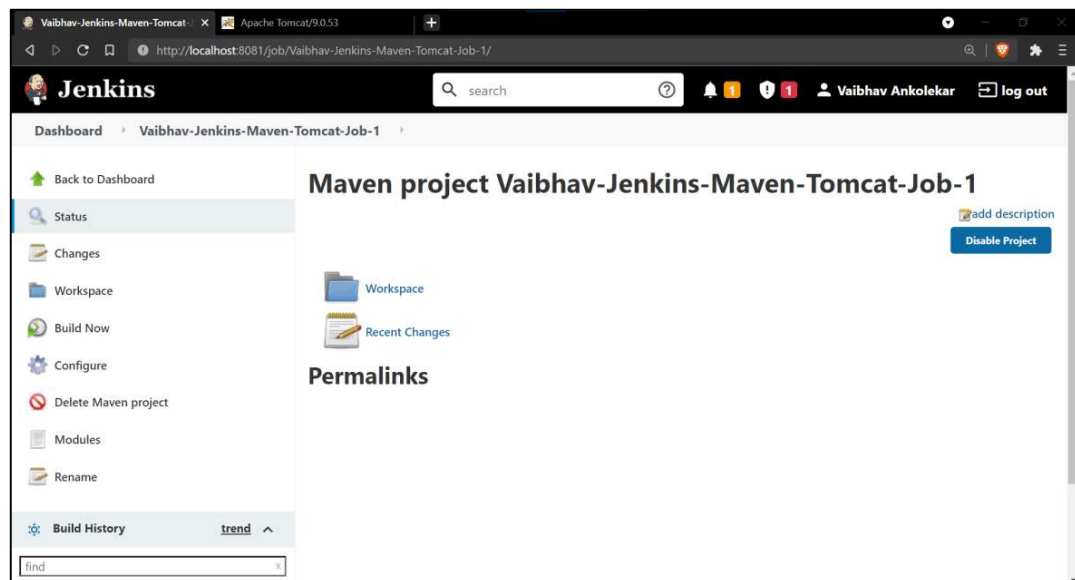 Vaibhav-Jenkins-Maven-Tomcat-J
Apache Tomcat/9.0.53
http://localhost:8081/job/Vaibhav-Jenkins-Maven-Tomcat-Job-1/
Jenkins
search
1
1
Vaibhav Ankolekar
log out
Dashboard
Vaibhav-Jenkins-Maven-Tomcat-Job-1
Back to Dashboard
Status
Changes
Workspace
Build Now
Configure
Delete Maven project
Modules
Rename
Build History
trend
find
x
Maven project Vaibhav-Jenkins-Maven-Tomcat-Job-1
add description
Disable Project
Workspace
Recent Changes
Permalinks